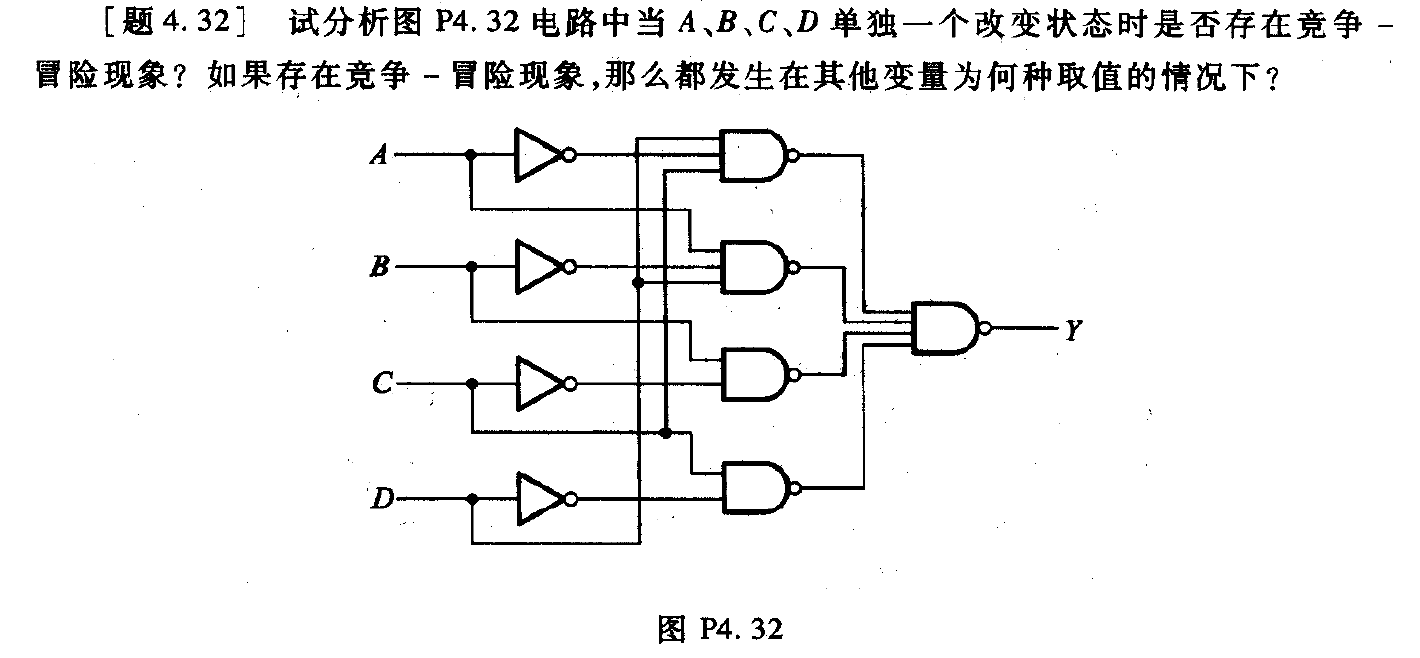 ［题 4.32］ 试分析图 P4.32 电路中当 A、B、C、D 单独一个改变状态时是否存在竞争－
冒险现象？如果存在竞争－冒险现象,那么都发生在其他变量为何种取值的情况下？
A
B
Y
C
D
图 P4.32